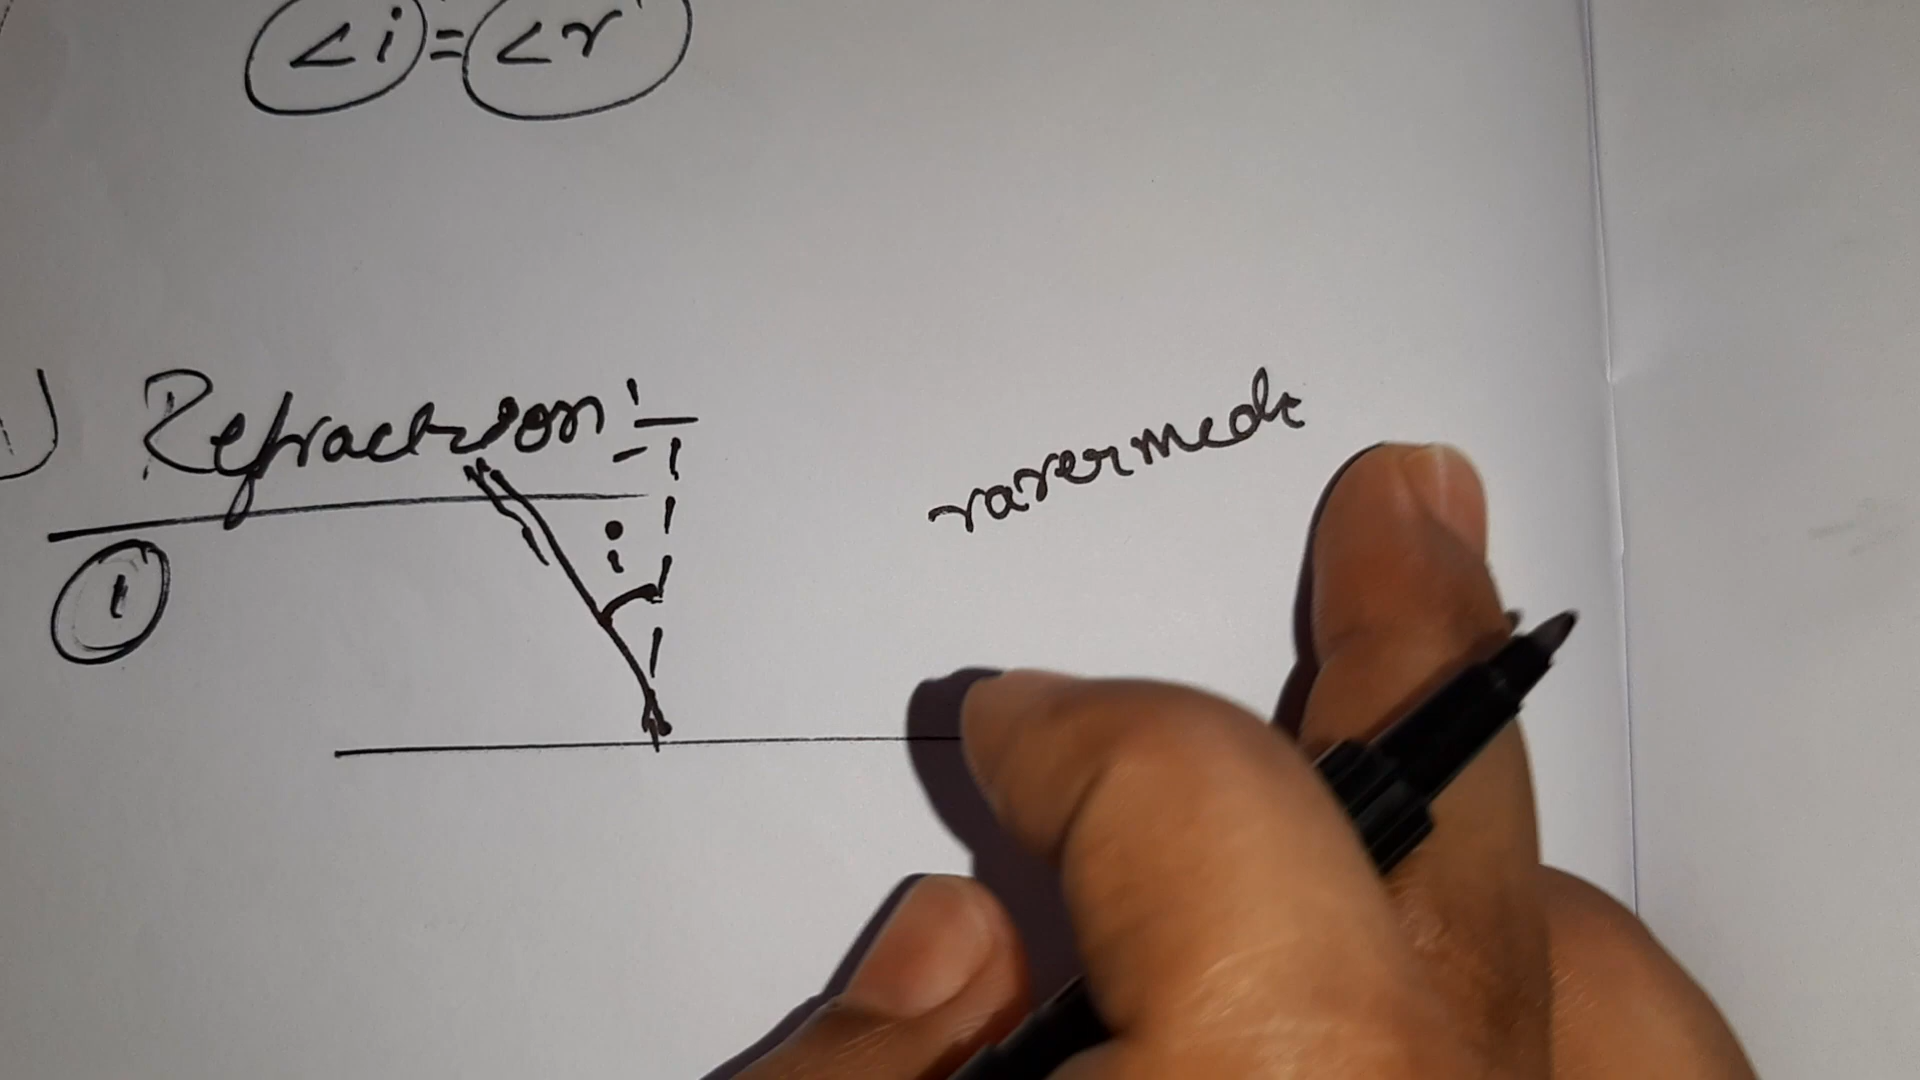 <i = <r
Refraction:-
i
rarer medi
1